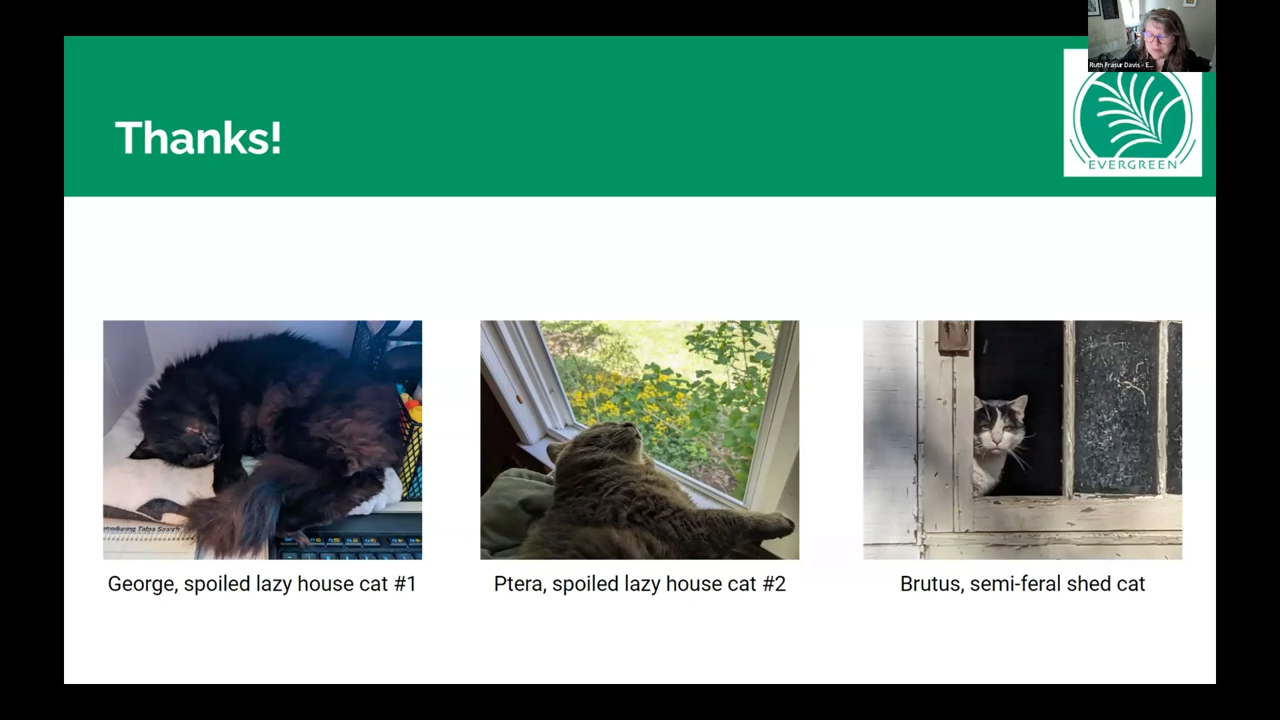 Ruth Frasur Davis - E...
Thanks!
EVERGREEN
George, spoiled lazy house cat #1
Ptera, spoiled lazy house cat #2
Brutus, semi-feral shed cat